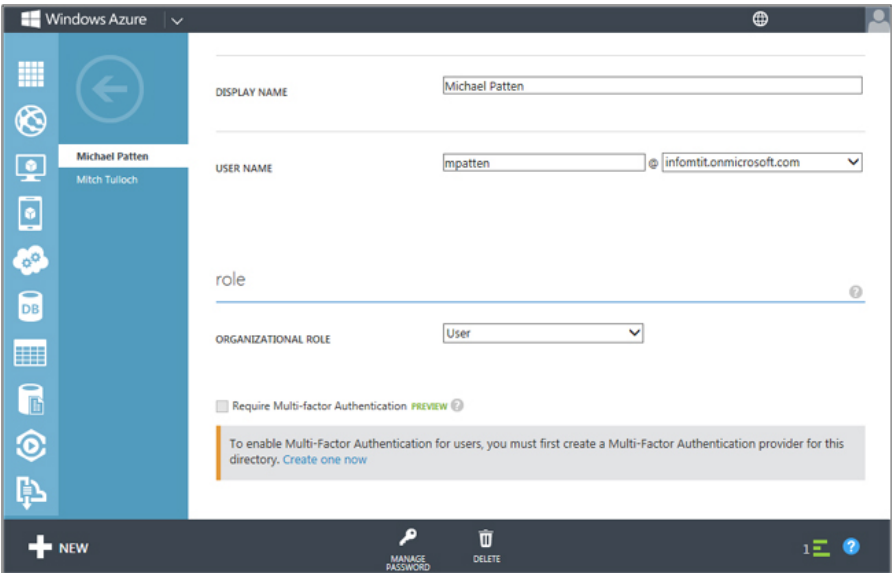 Windows Azure
Michael Patten
Mitch Tulloch
DISPLAY NAME
Michael Patten
USER NAME
mpatten @ infomtit.onmicrosoft.com
role
?
ORGANIZATIONAL ROLE
User
Require Multi-factor Authentication PREVIEW ?
To enable Multi-Factor Authentication for users, you must first create a Multi-Factor Authentication provider for this
directory. Create one now
DB
NEW
MANAGE
PASSWORD
DELETE
1
?